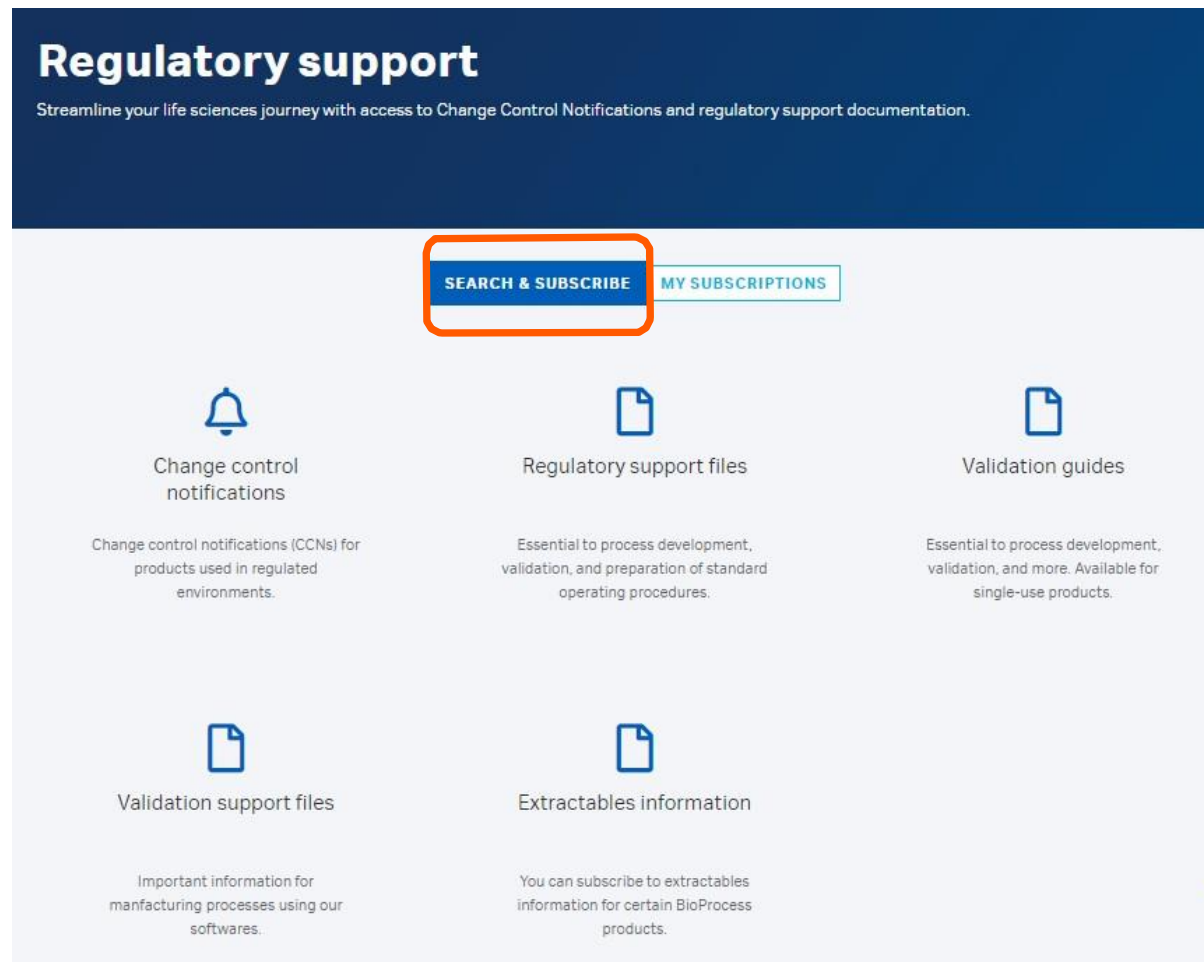 Regulatory support
Streamline your life sciences journey with access to Change Control Notifications and regulatory support documentation.
SEARCH & SUBSCRIBE
MY SUBSCRIPTIONS
Change control
notifications
Change control notifications (CCNs) for
products used in regulated
environments.
Regulatory support files
Essential to process development,
validation, and preparation of standard
operating procedures.
Validation guides
Essential to process development,
validation, and more. Available for
single-use products.
Validation support files
Important information for
manfacturing processes using our
softwares.
Extractables information
You can subscribe to extractables
information for certain BioProcess
products.